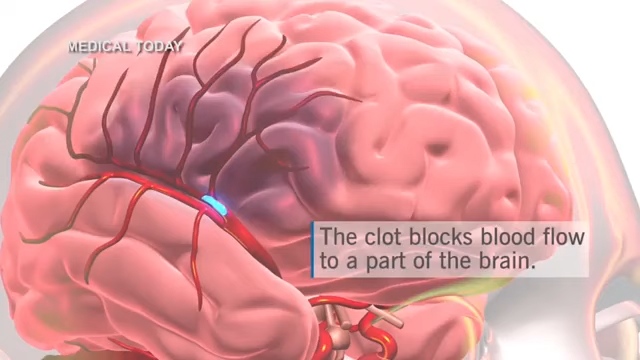 MEDICAL TODAY
The clot blocks blood flow
to a part of the brain.